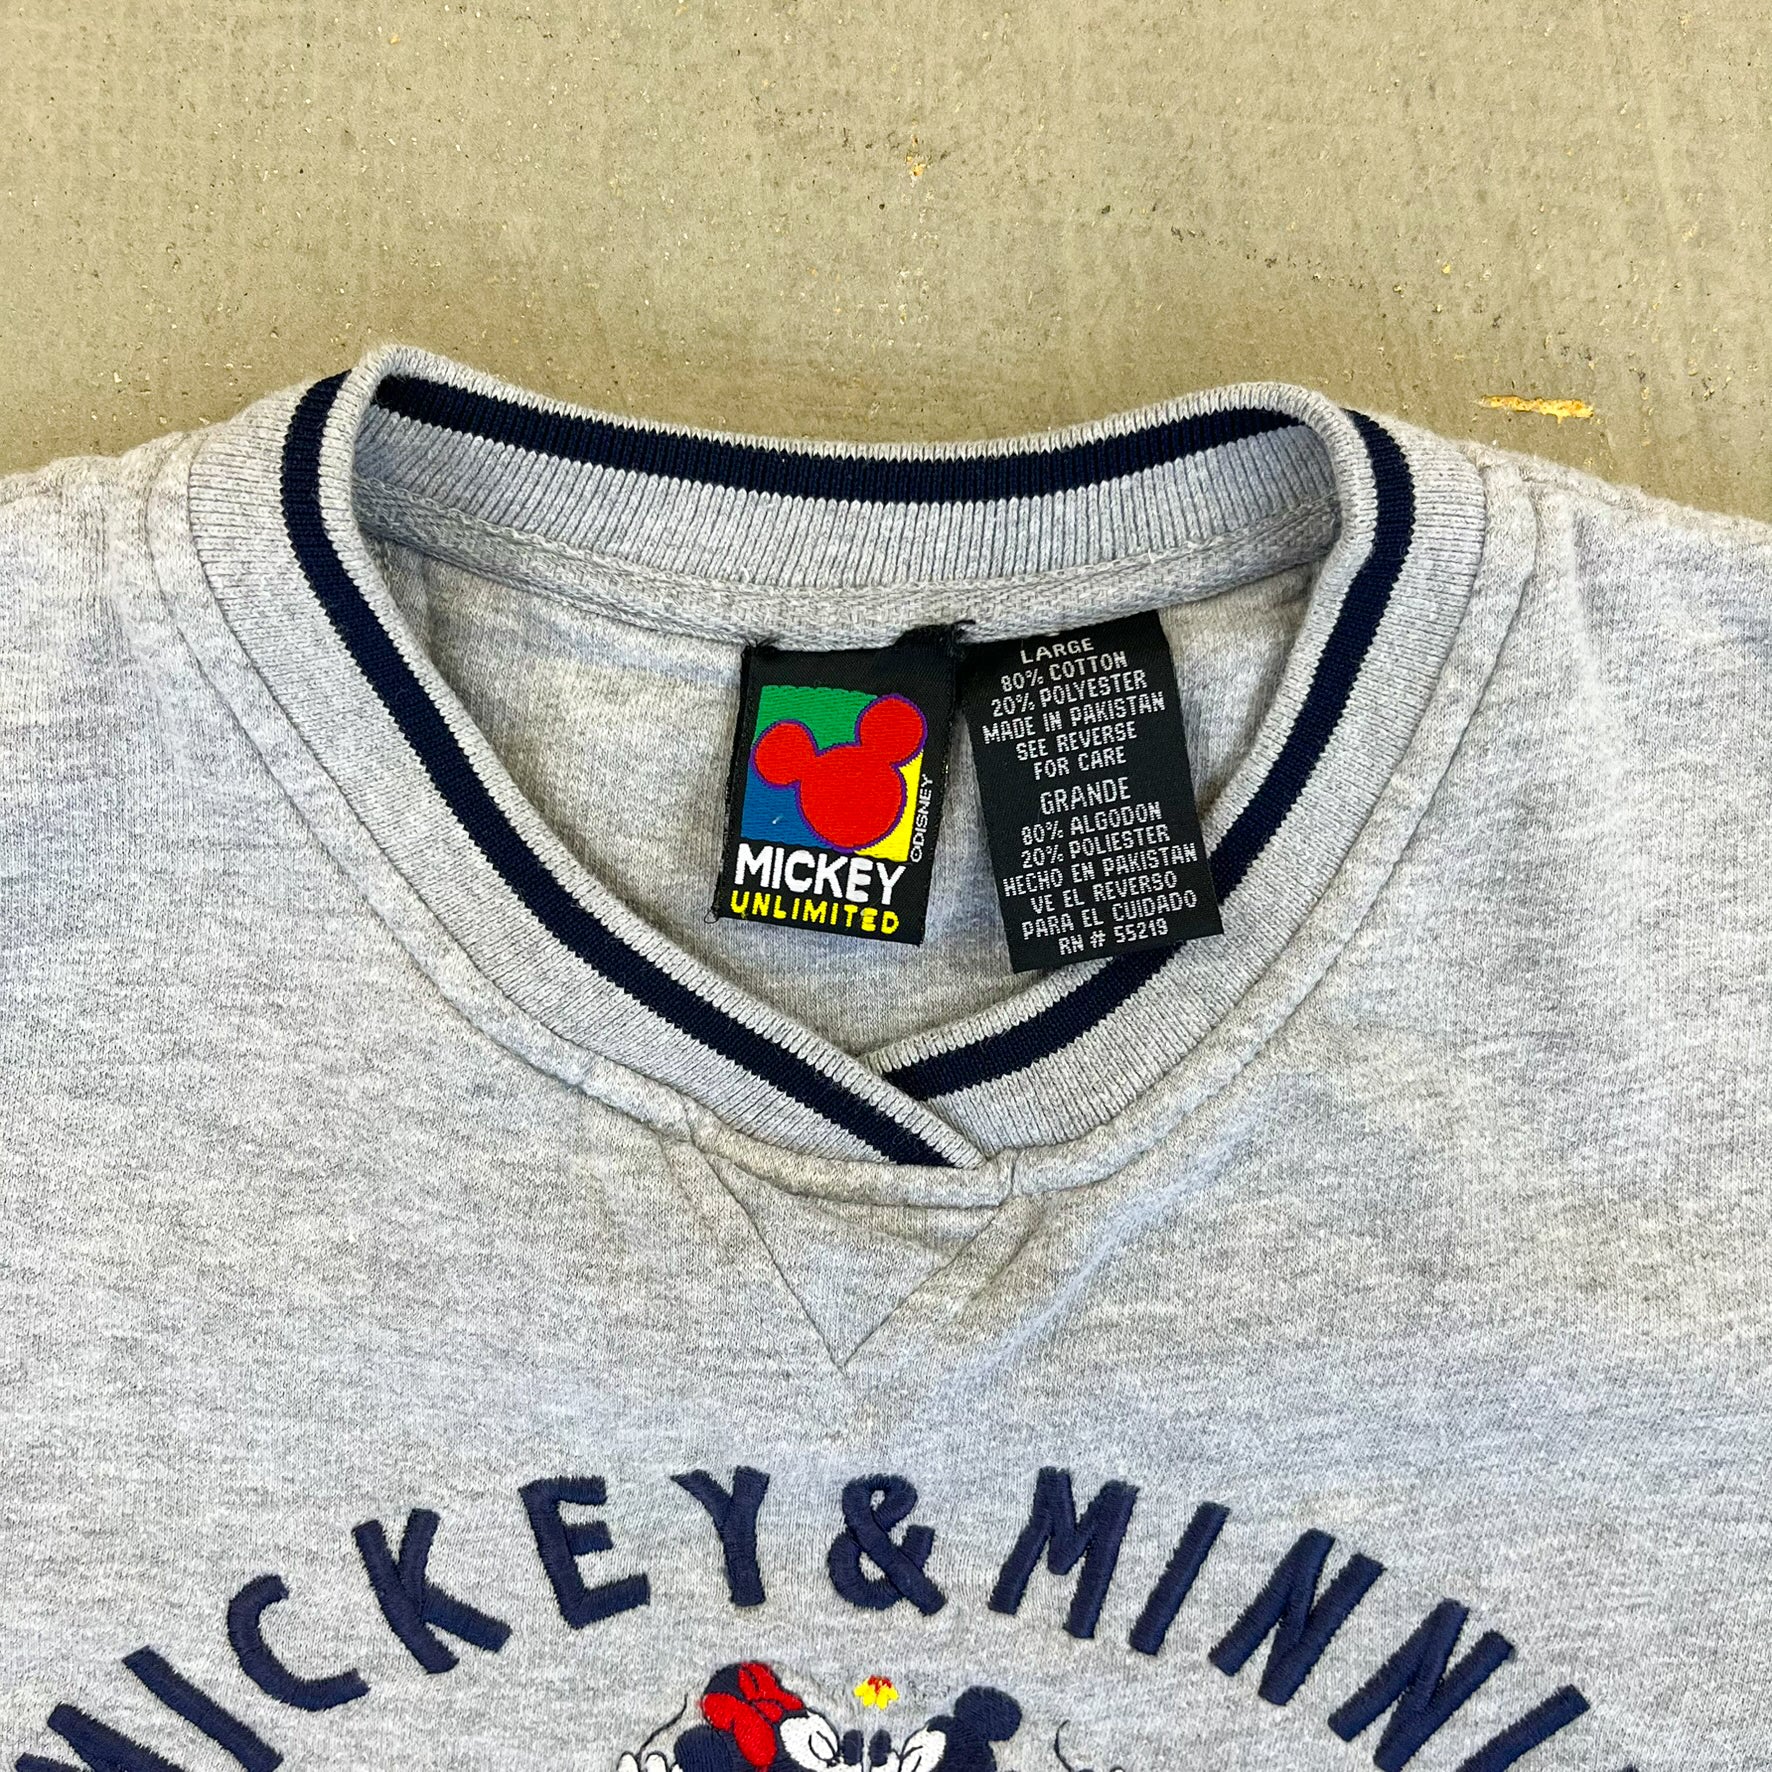 MICKEY
UNLIMITED
©DISNEY
LARGE
80% COTTON
20% POLYESTER
MADE IN PAKISTAN
SEE REVERSE
FOR CARE
GRANDE
80% ALGODON
20% POLIESTER
HECHO EN PAKISTAN
VE EL REVERSO
PARA EL CUIDADO
RN # 55219
MICKEY & MINNI